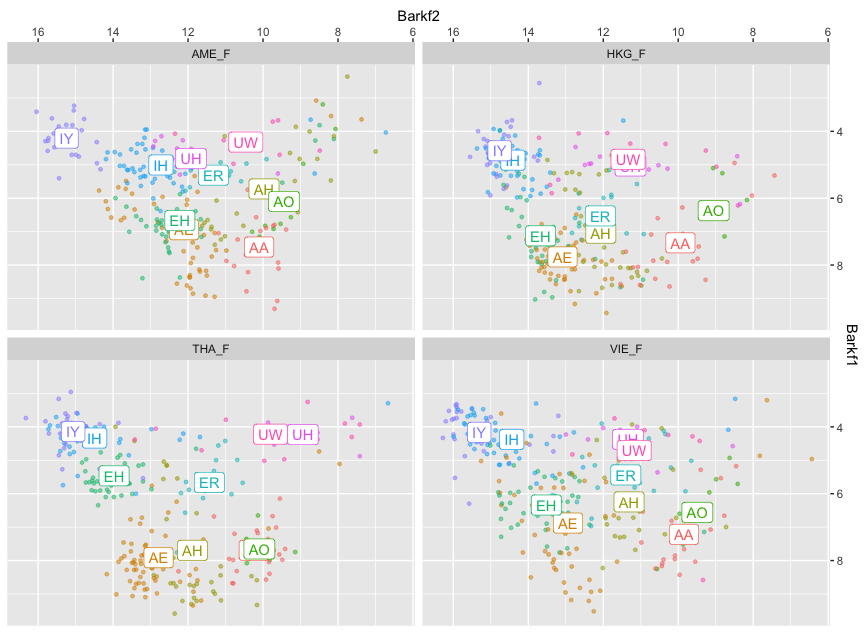 Barkf2
16 14 12 10 8 6 16 14 12 10 8 6
AME_F HKG_F
IY IH UH UW ER AH AO EH AE AA
4
6
8
IY IH UW UH ER AO AH EH AE AA
Barkf1
THA_F VIE_F
IY IH UW UH EH ER AE AH AO
4
6
8
IY IH UH UW ER EH AH AE AO AA